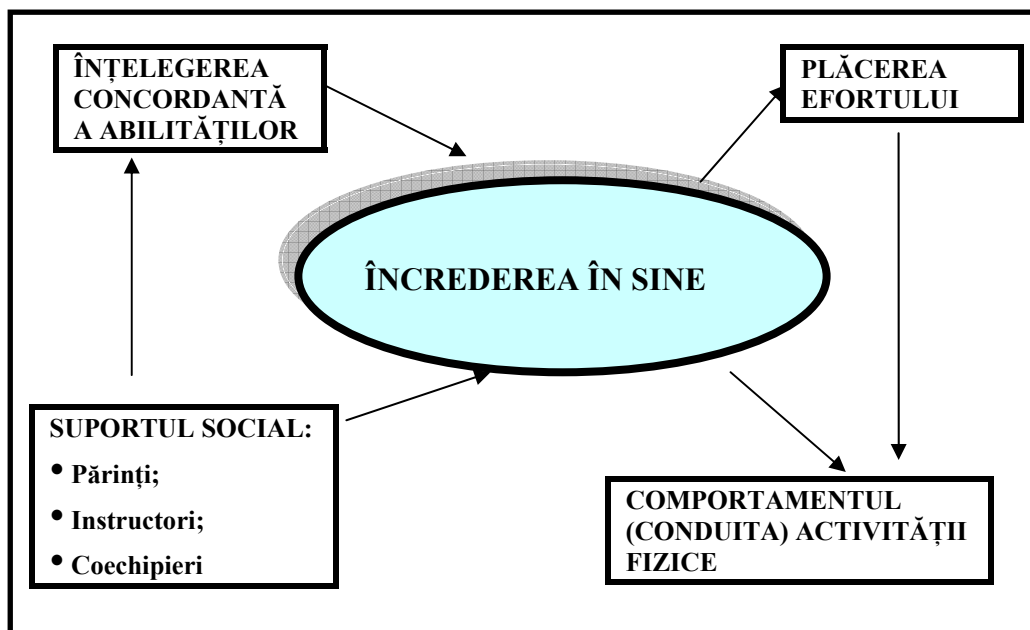 ÎNȚELEGEREA
CONCORDANTĂ
A ABILITĂȚILOR
PLĂCEREA
EFORTULUI
ÎNCREDEREA ÎN SINE
SUPORTUL SOCIAL:
• Părinți;
• Instructori;
• Coechipieri
COMPORTAMENTUL
(CONDUITA) ACTIVITĂȚII
FIZICE